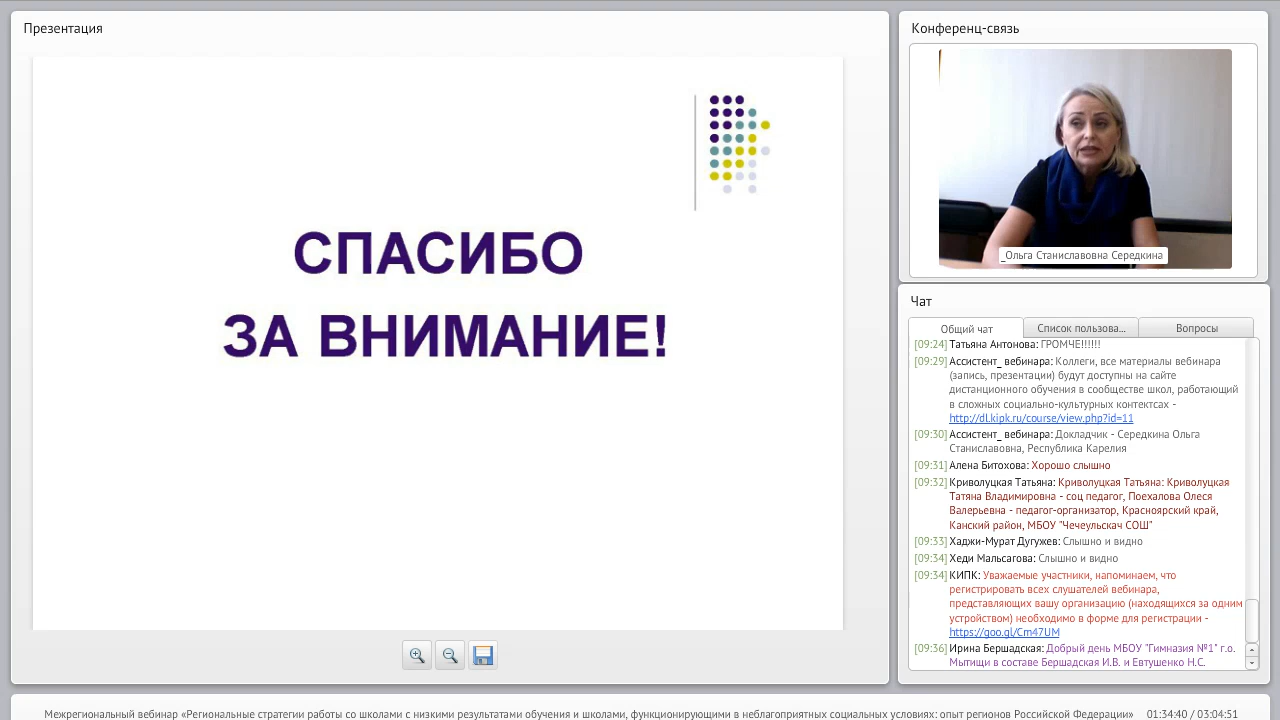 Презентация
СПАСИБО
ЗА ВНИМАНИЕ!
Конференц-связь
_Ольга Станиславовна Середкина
Чат
Общий чат
Список пользова...
Вопросы
[09:24] Татьяна Антонова: ГРОМЧЕ!!!!!!
[09:29] Ассистент_ вебинара: Коллеги, все материалы вебинара
(запись, презентации) будут доступны на сайте
дистанционного обучения в сообществе школ, работающий
в сложных социально-культурных контекстах -
http://dl.kipk.ru/course/view.php?id=11
[09:30] Ассистент_ вебинара: Докладчик - Середкина Ольга
Станиславовна, Республика Карелия
[09:31] Алена Битохова: Хорошо слышно
[09:32] Криволуцкая Татьяна: Криволуцкая Татьяна: Криволуцкая
Татяна Владимировна - соц педагог, Поехалова Олеся
Валерьевна - педагог-организатор, Красноярский край,
Канский район, МБОУ "Чечеульскач СОШ"
[09:33] Хаджи-Мурат Дугужев: Слышно и видно
[09:34] Хеди Мальсагова: Слышно и видно
[09:34] КИПК: Уважаемые участники, напоминаем, что
регистрировать всех слушателей вебинара,
представляющих вашу организацию (находящихся за одним
устройством) необходимо в форме для регистрации -
https://goo.gl/Cm47UM
[09:36] Ирина Бершадская: Добрый день МБОУ "Гимназия №1" г.о.
Мытищи в составе Бершадская И.В. и Евтушенко Н.С.
Межрегиональный вебинар «Региональные стратегии работы со школами с низкими результатами обучения и школами, функционирующими в неблагоприятных социальных условиях: опыт регионов Российской Федерации» 01:34:40 / 03:04:51